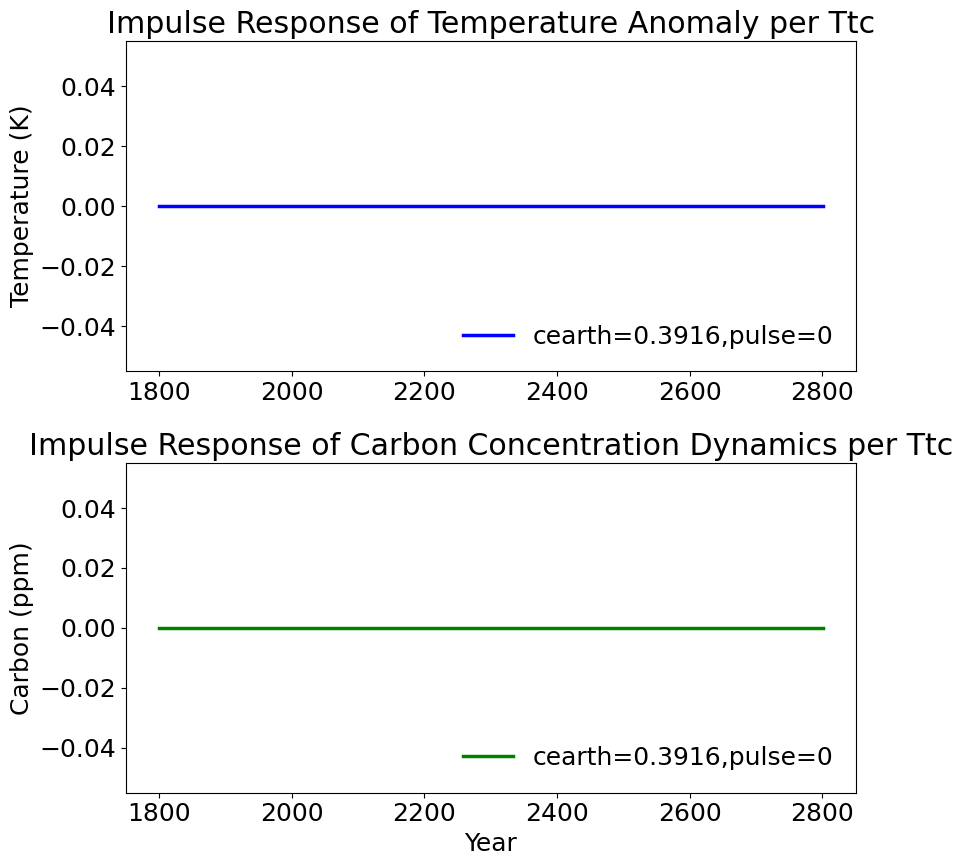 Impulse Response of Temperature Anomaly per Ttc
Temperature (K)
0.04
0.02
0.00
−0.02
−0.04
cearth=0.3916,pulse=0
1800 2000 2200 2400 2600 2800
Impulse Response of Carbon Concentration Dynamics per Ttc
Carbon (ppm)
0.04
0.02
0.00
−0.02
−0.04
cearth=0.3916,pulse=0
1800 2000 2200 2400 2600 2800
Year